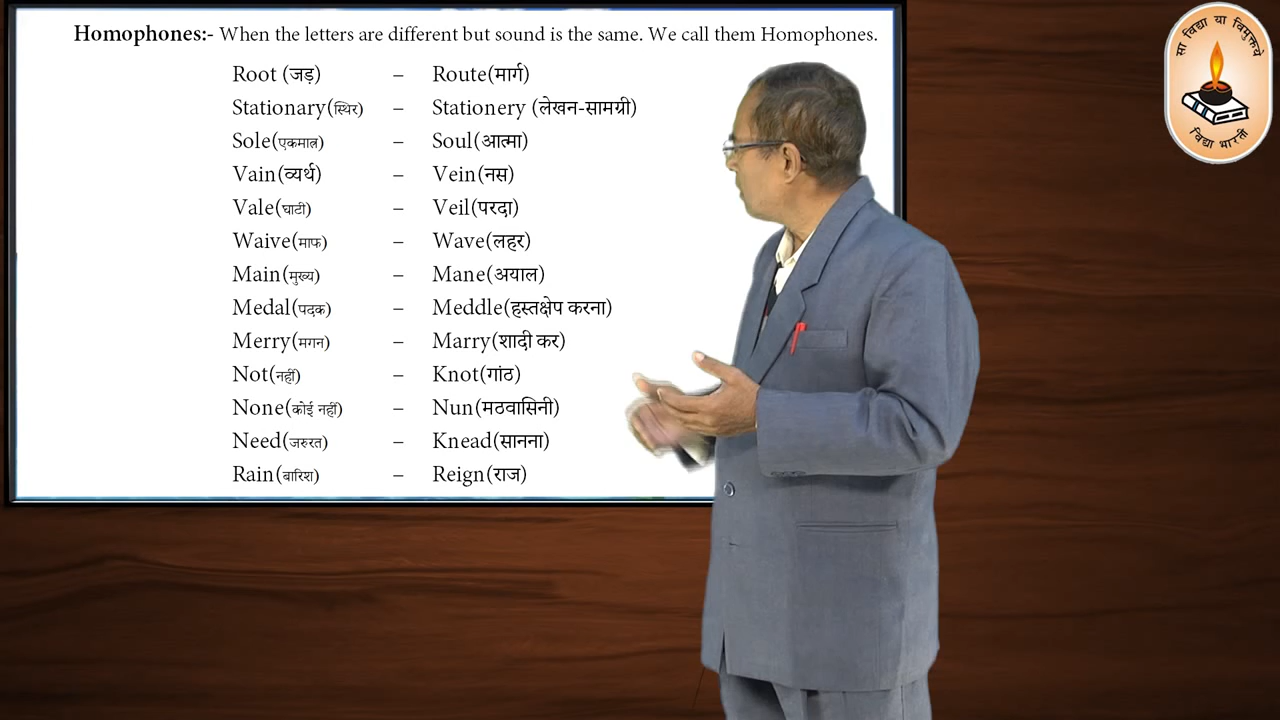 Homophones:- When the letters are different but sound is the same. We call them Homophones.
Root (जड़) – Route(मार्ग)
Stationary(स्थिर) – Stationery (लेखन-सामग्री)
Sole(एकमात्र) – Soul(आत्मा)
Vain(व्यर्थ) – Vein(नस)
Vale(घाटी) – Veil(परदा)
Waive(माफ) – Wave(लहर)
Main(मुख्य) – Mane(अयाल)
Medal(पदक) – Meddle(हस्तक्षेप करना)
Merry(मगन) – Marry(शादी कर)
Not(नहीं) – Knot(गांठ)
None(कोई नहीं) – Nun(मठवासिनी)
Need(जरुरत) – Knead(सानना)
Rain(बारिश) – Reign(राज)
सा विद्या या विमुक्तये
विद्या भारती